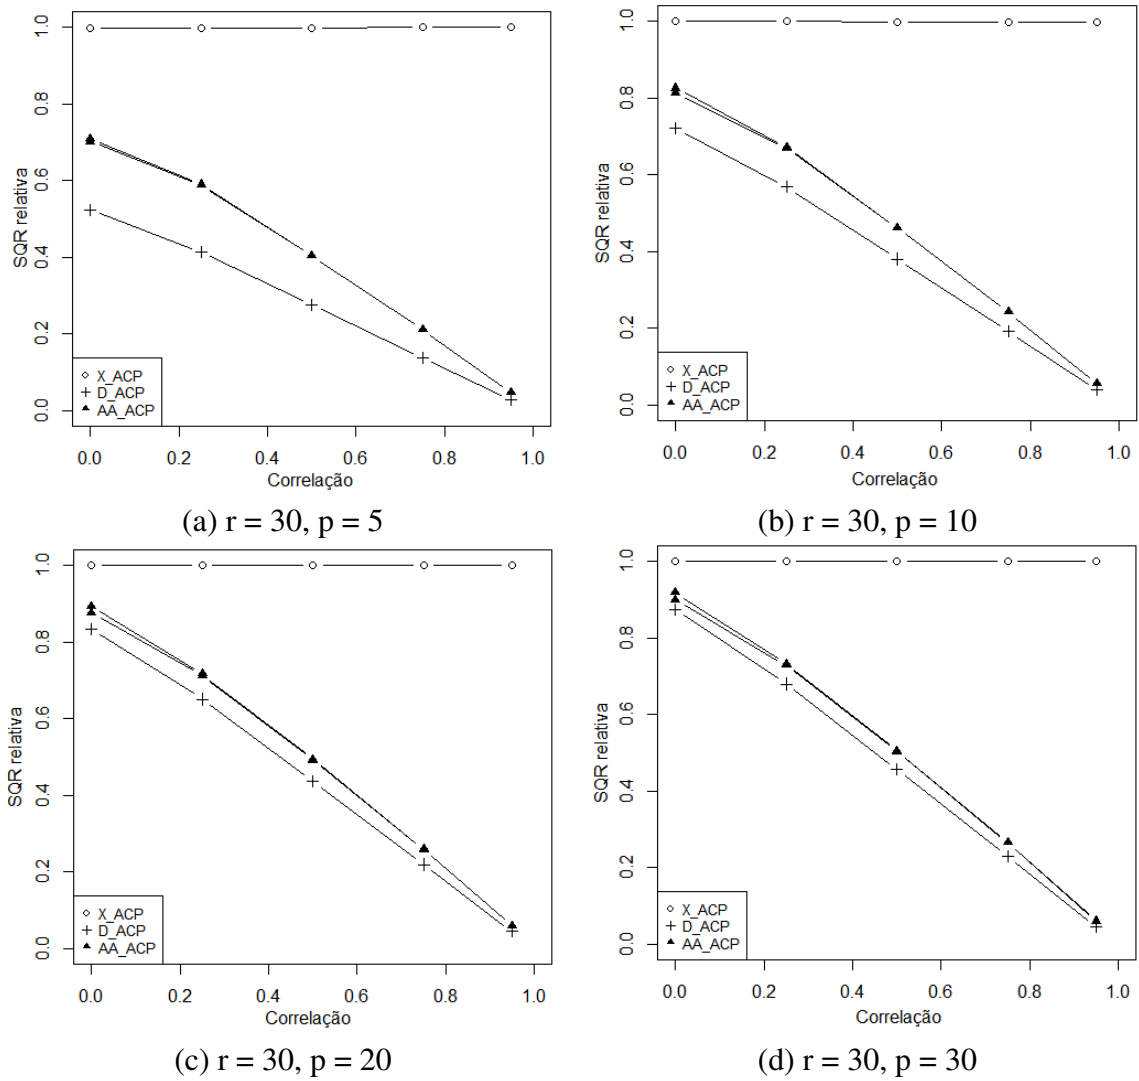 SQR relativa
0.0 0.2 0.4 0.6 0.8 1.0
X_ACP
D_ACP
AA_ACP
0.0 0.2 0.4 0.6 0.8 1.0
Correlação
(a) r = 30, p = 5
SQR relativa
0.0 0.2 0.4 0.6 0.8 1.0
X_ACP
D_ACP
AA_ACP
0.0 0.2 0.4 0.6 0.8 1.0
Correlação
(b) r = 30, p = 10
SQR relativa
0.0 0.2 0.4 0.6 0.8 1.0
X_ACP
D_ACP
AA_ACP
0.0 0.2 0.4 0.6 0.8 1.0
Correlação
(c) r = 30, p = 20
SQR relativa
0.0 0.2 0.4 0.6 0.8 1.0
X_ACP
D_ACP
AA_ACP
0.0 0.2 0.4 0.6 0.8 1.0
Correlação
(d) r = 30, p = 30